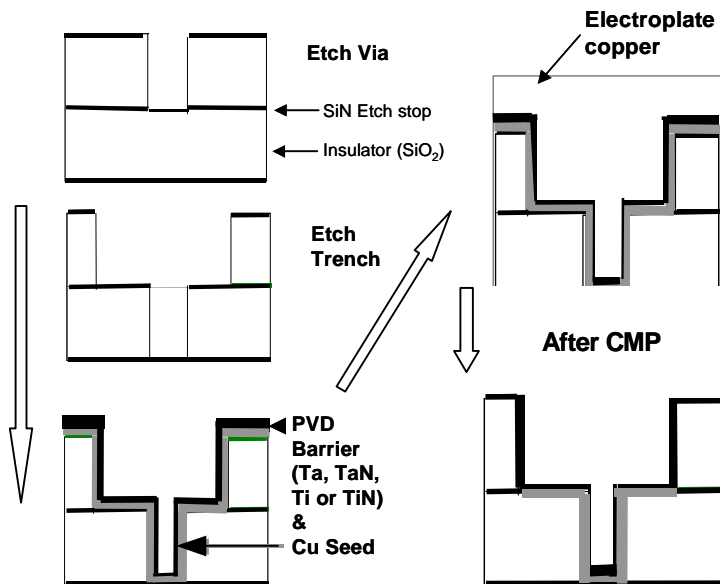 Etch Via
SiN Etch stop
Insulator (SiO₂)
Etch
Trench
PVD
Barrier
(Ta, TaN,
Ti or TiN)
&
Cu Seed
Electroplate
copper
After CMP